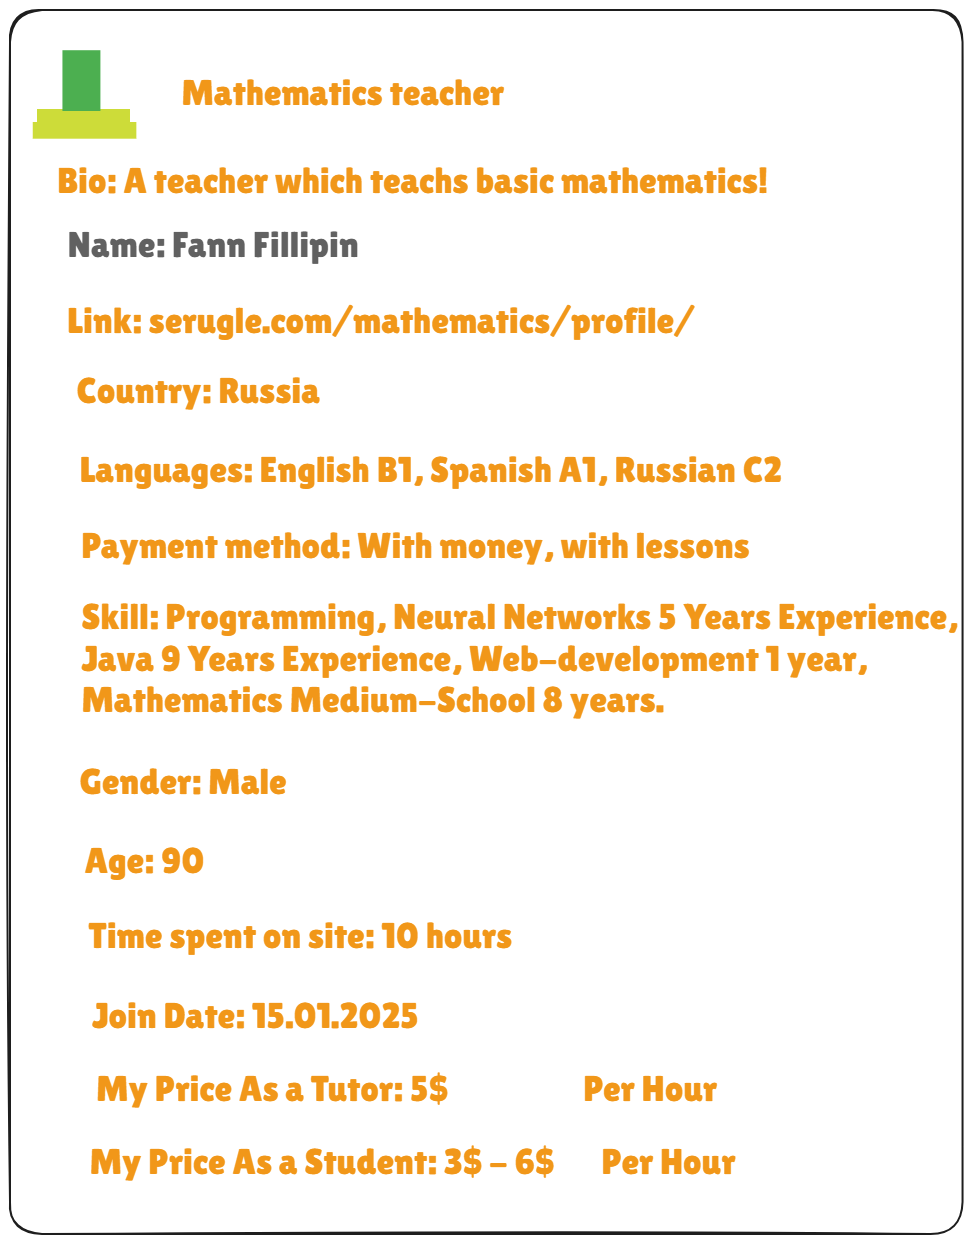 Mathematics teacher
Bio: A teacher which teachs basic mathematics!
Name: Fann Fillipin
Link: serugle.com/mathematics/profile/
Country: Russia
Languages: English B1, Spanish A1, Russian C2
Payment method: With money, with lessons
Skill: Programming, Neural Networks 5 Years Experience,
Java 9 Years Experience, Web-development 1 year,
Mathematics Medium-School 8 years.
Gender: Male
Age: 90
Time spent on site: 10 hours
Join Date: 15.01.2025
My Price As a Tutor: 5$ Per Hour
My Price As a Student: 3$ - 6$ Per Hour